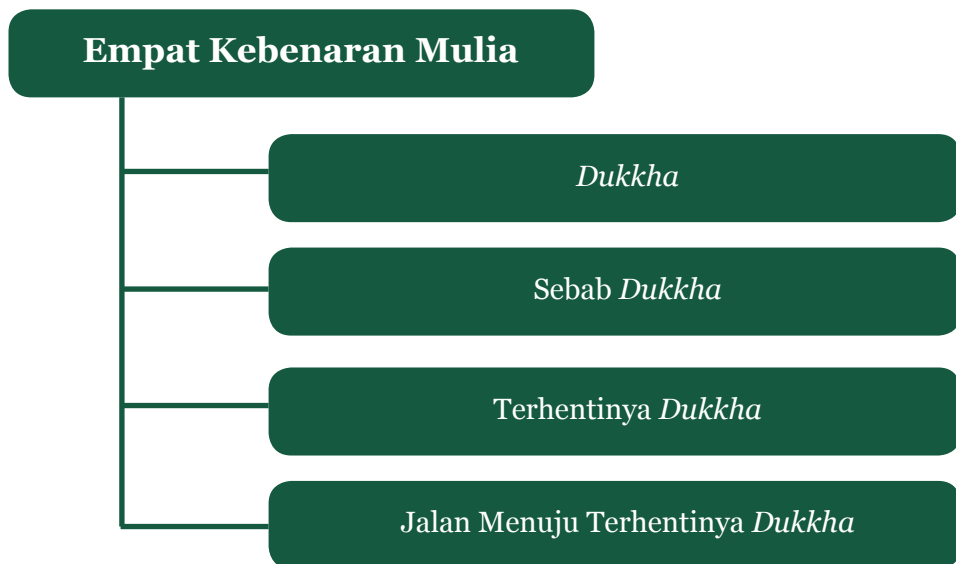 Empat Kebenaran Mulia
Dukkha
Sebab Dukkha
Terhentinya Dukkha
Jalan Menuju Terhentinya Dukkha